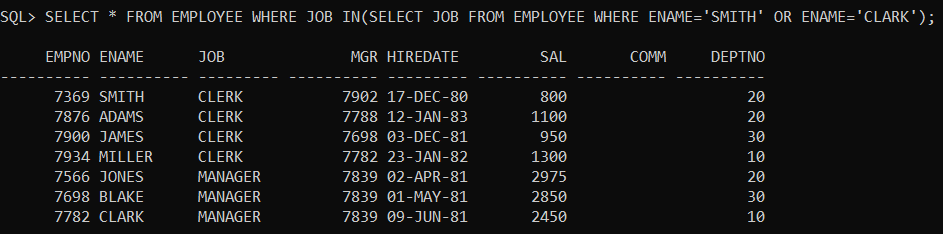 SQL> SELECT * FROM EMPLOYEE WHERE JOB IN(SELECT JOB FROM EMPLOYEE WHERE ENAME='SMITH' OR ENAME='CLARK');
     EMPNO ENAME      JOB              MGR HIREDATE         SAL       COMM     DEPTNO
---------- ---------- --------- ---------- --------- ---------- ---------- ----------
      7369 SMITH      CLERK           7902 17-DEC-80        800                    20
      7876 ADAMS      CLERK           7788 12-JAN-83       1100                    20
      7900 JAMES      CLERK           7698 03-DEC-81        950                    30
      7934 MILLER     CLERK           7782 23-JAN-82       1300                    10
      7566 JONES      MANAGER         7839 02-APR-81       2975                    20
      7698 BLAKE      MANAGER         7839 01-MAY-81       2850                    30
      7782 CLARK      MANAGER         7839 09-JUN-81       2450                    10